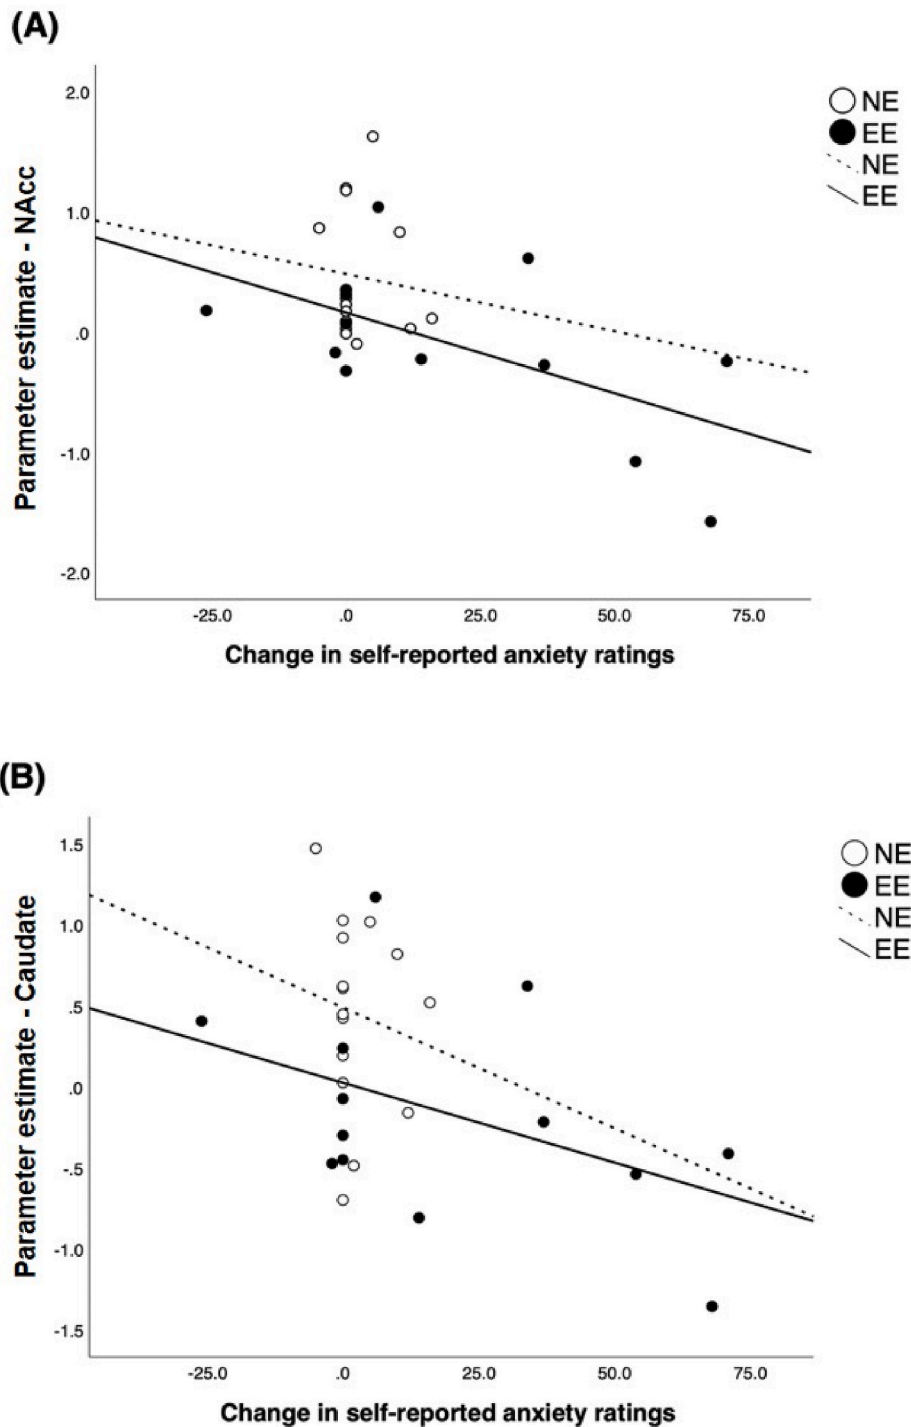 (A)
2.0
1.0
.0
-1.0
-2.0
Parameter estimate - NAcc
-25.0 .0 25.0 50.0 75.0
Change in self-reported anxiety ratings
NE
EE
NE
EE
(B)
1.5
1.0
.5
.0
-.5
-1.0
-1.5
Parameter estimate - Caudate
-25.0 .0 25.0 50.0 75.0
Change in self-reported anxiety ratings
NE
EE
NE
EE